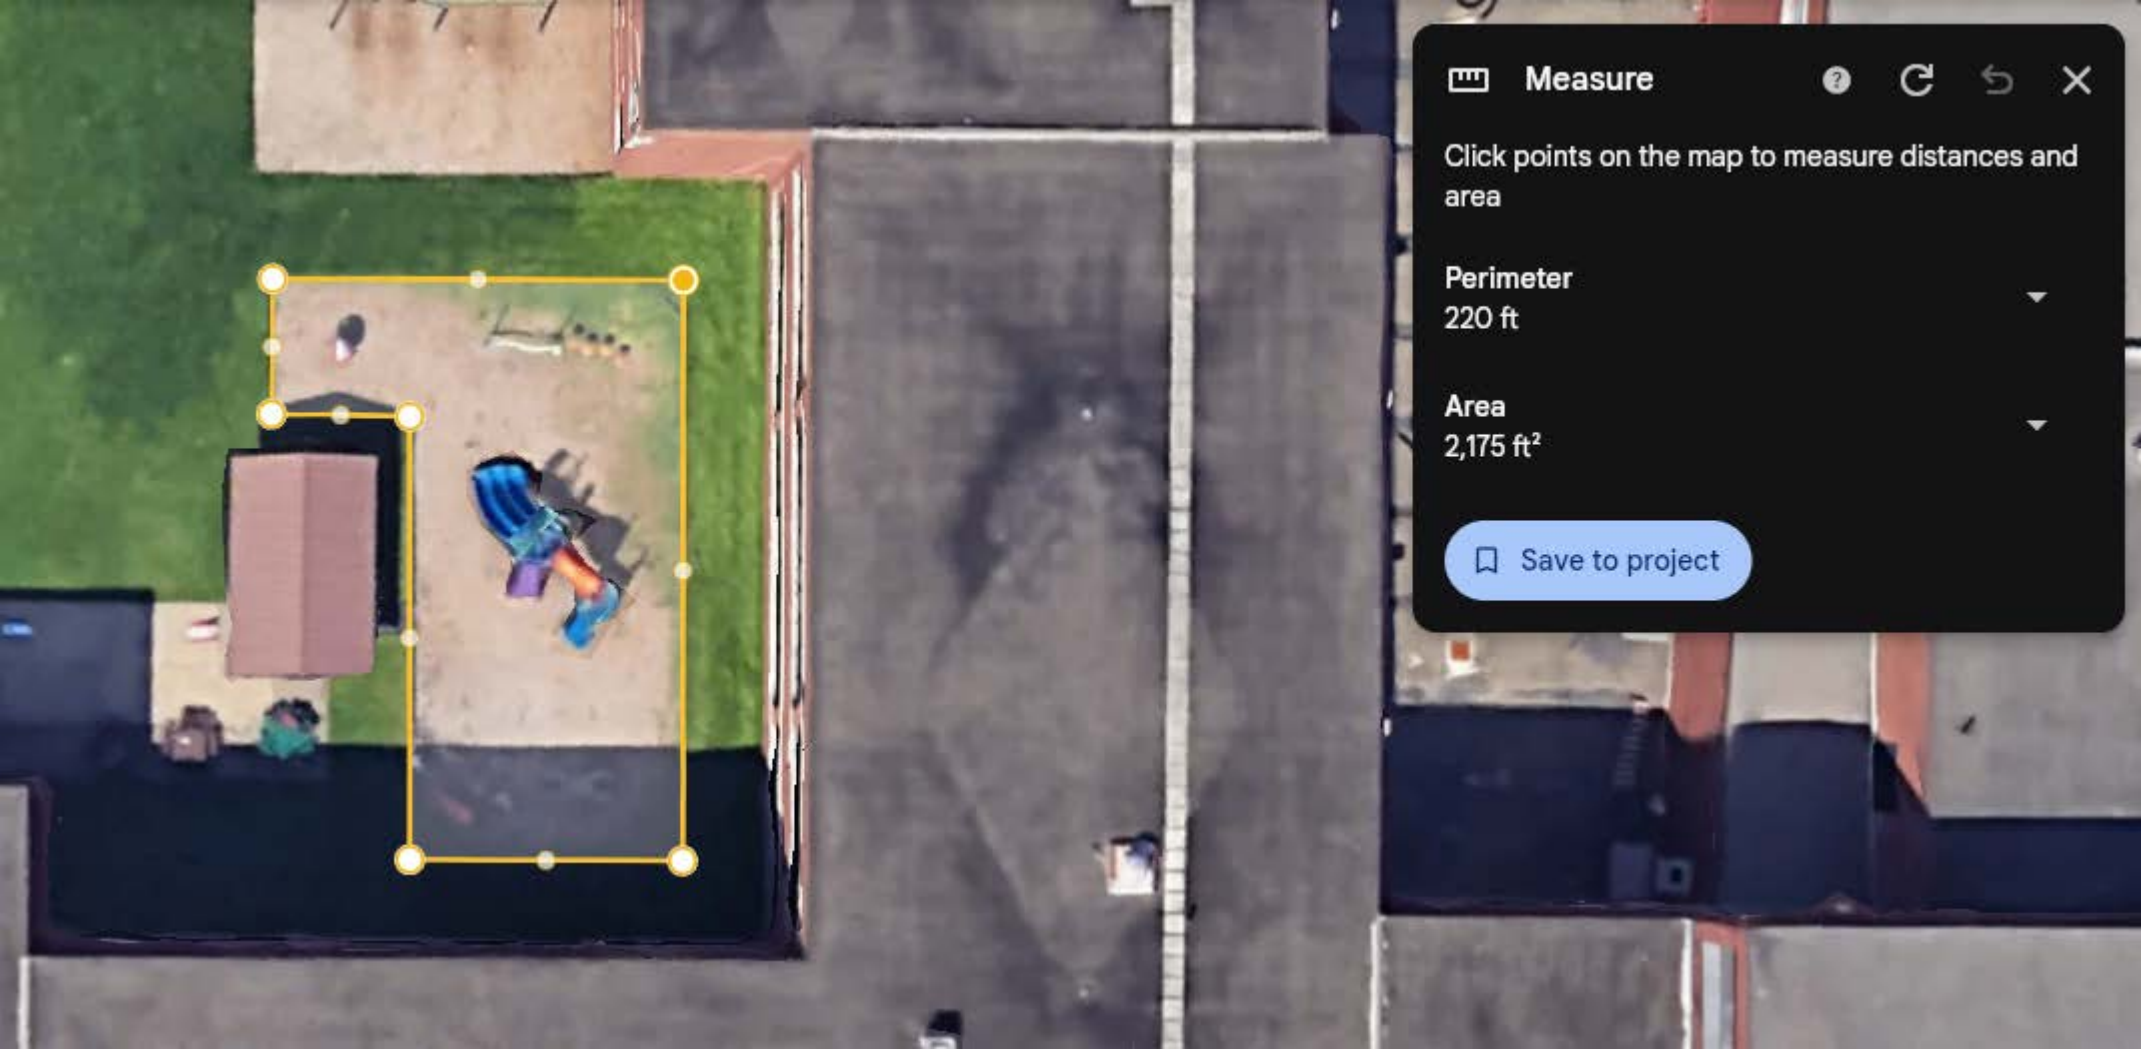 Measure
Click points on the map to measure distances and
area
Perimeter
220 ft
Area
2,175 ft²
Save to project